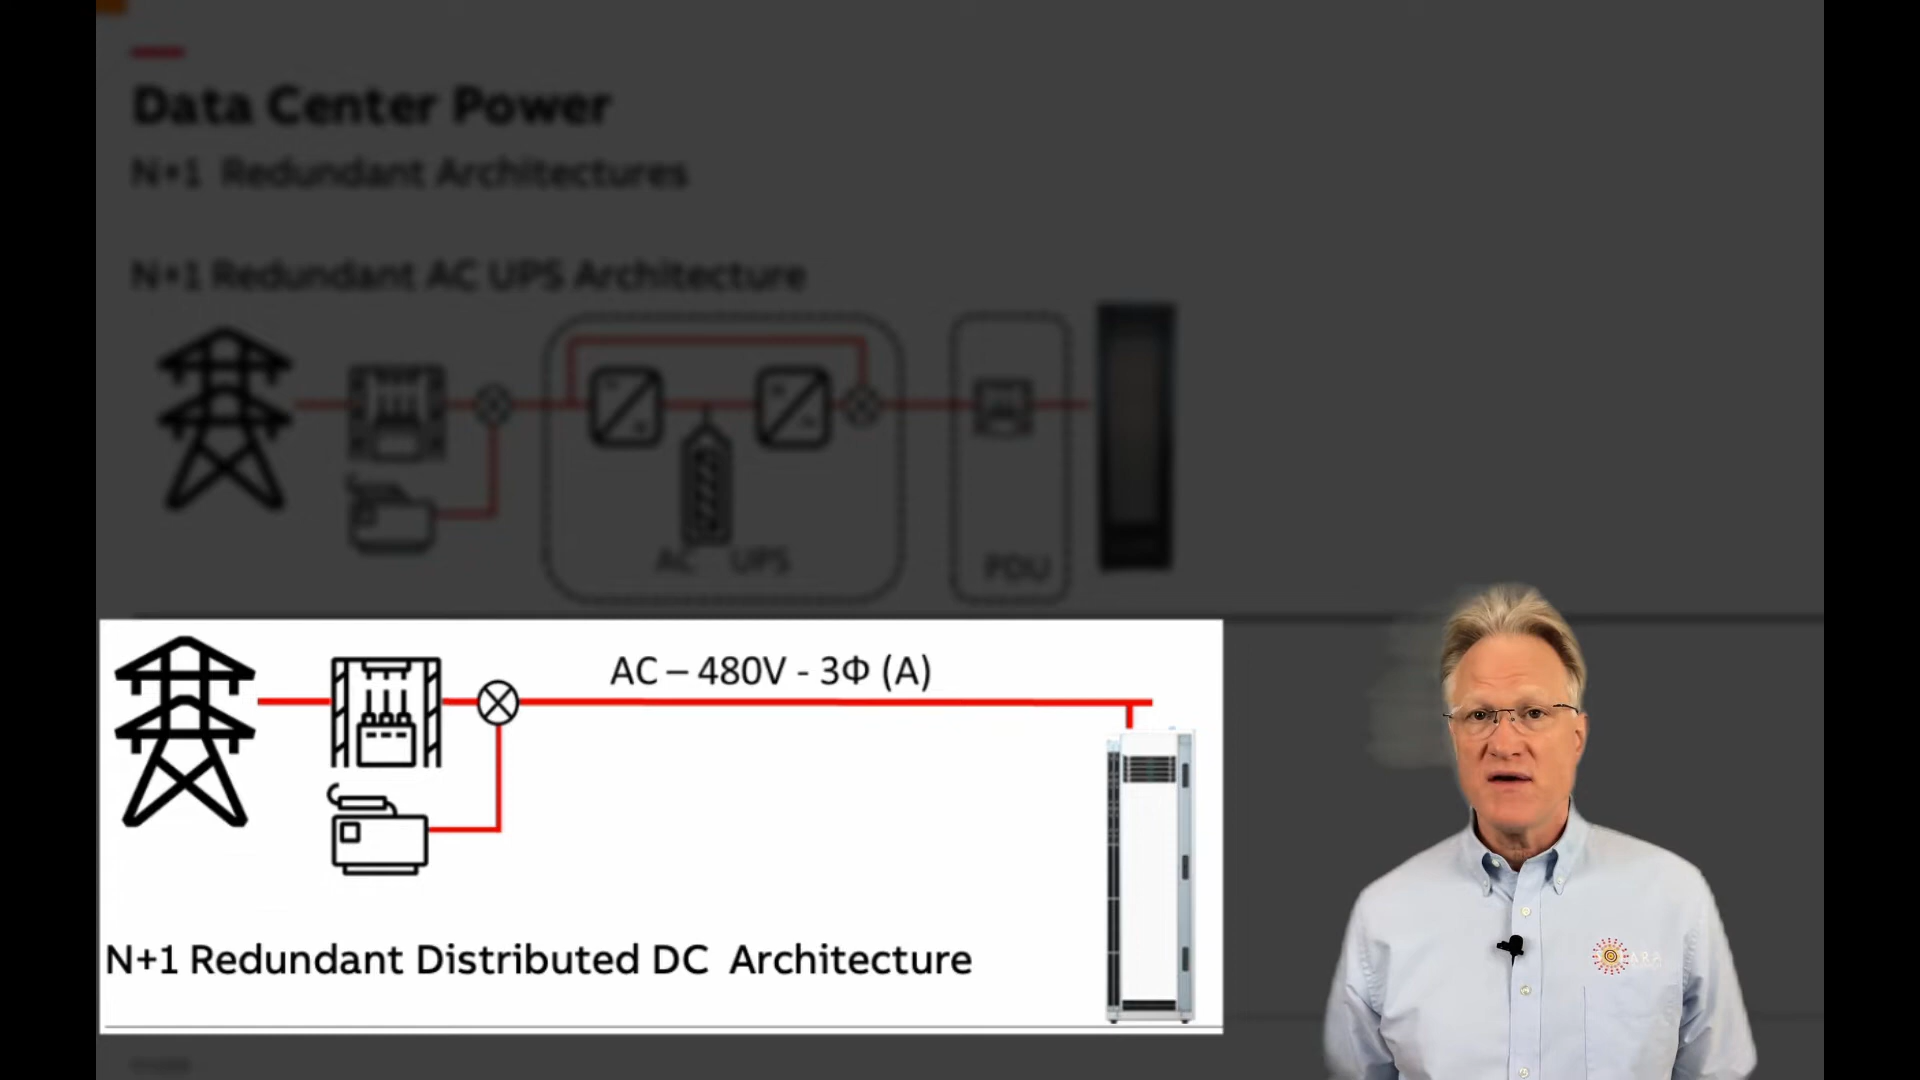 Data Center Power
N+1 Redundant Architectures
N+1 Redundant AC UPS Architecture
AC UPS
PDU
AC – 480V - 3Φ (A)
N+1 Redundant Distributed DC Architecture